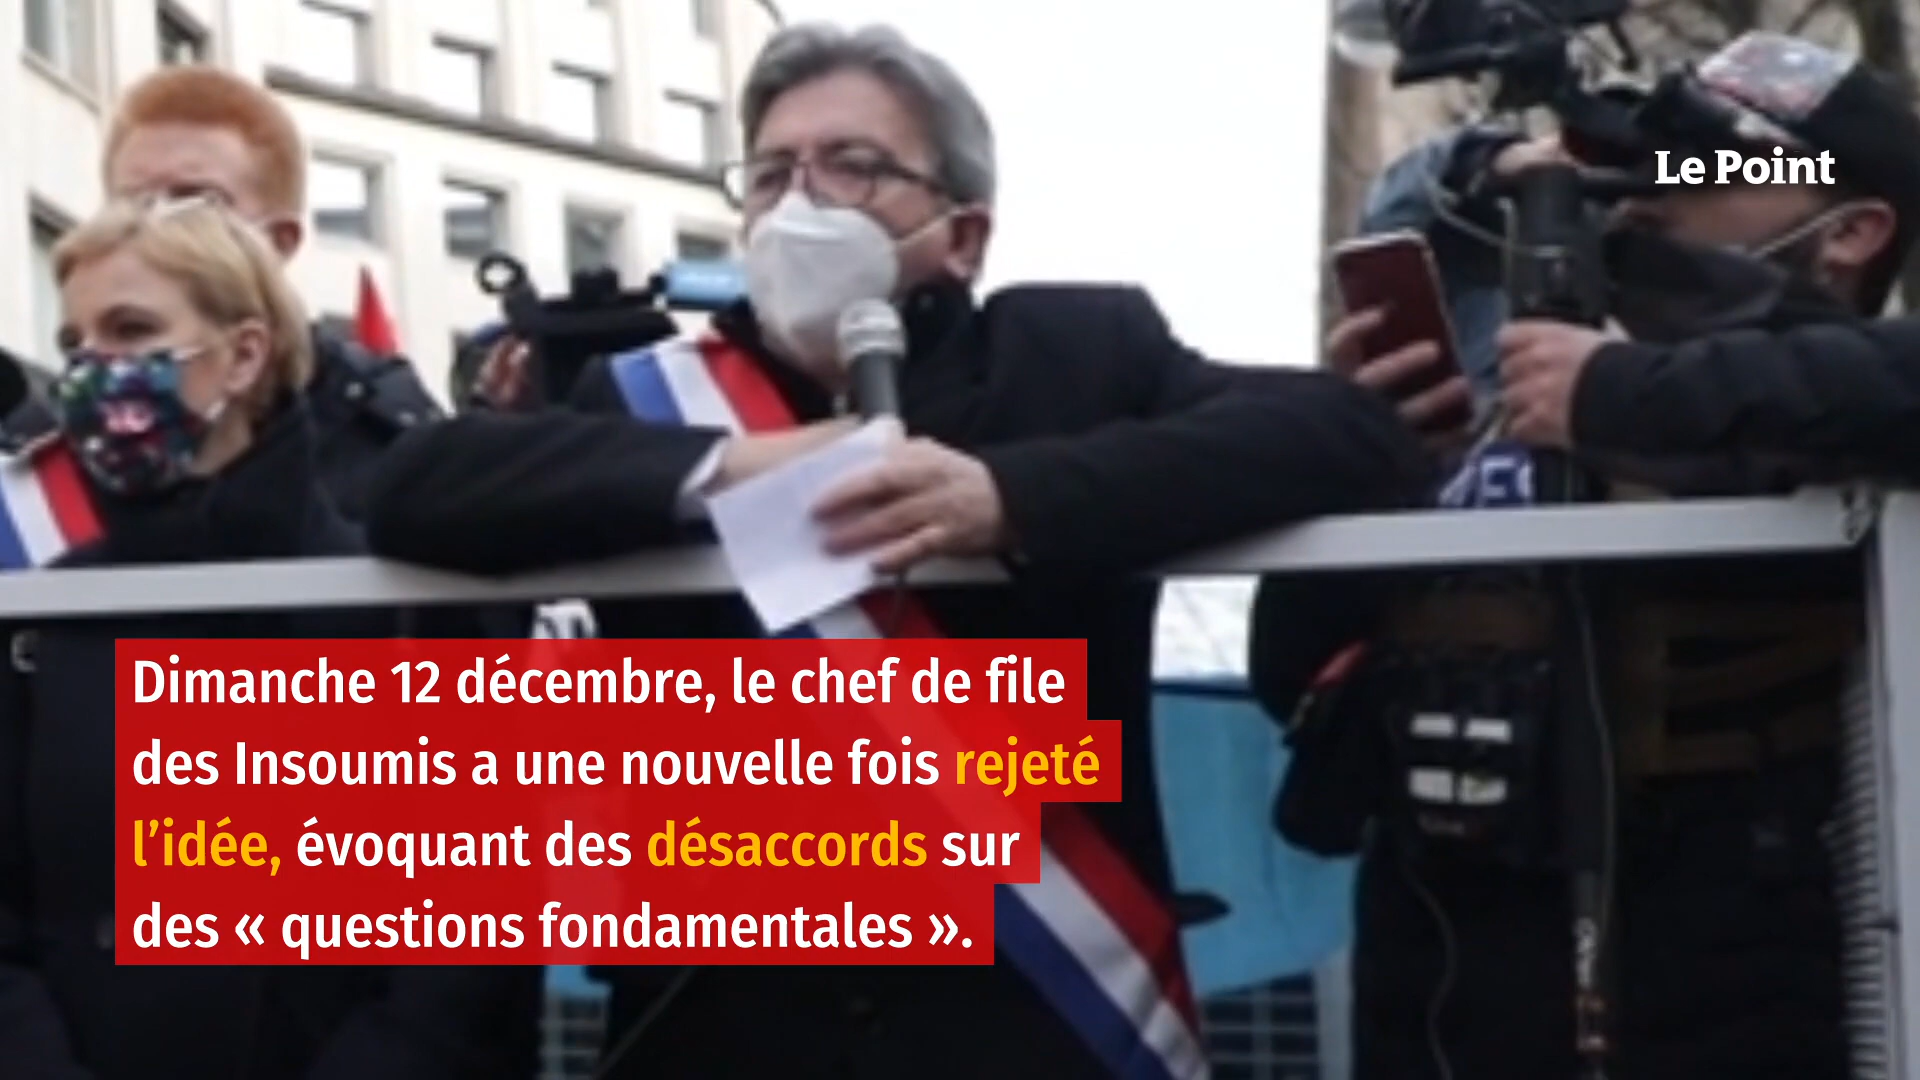 Le Point
Dimanche 12 décembre, le chef de file
des Insoumis a une nouvelle fois rejeté
l’idée, évoquant des désaccords sur
des « questions fondamentales ».